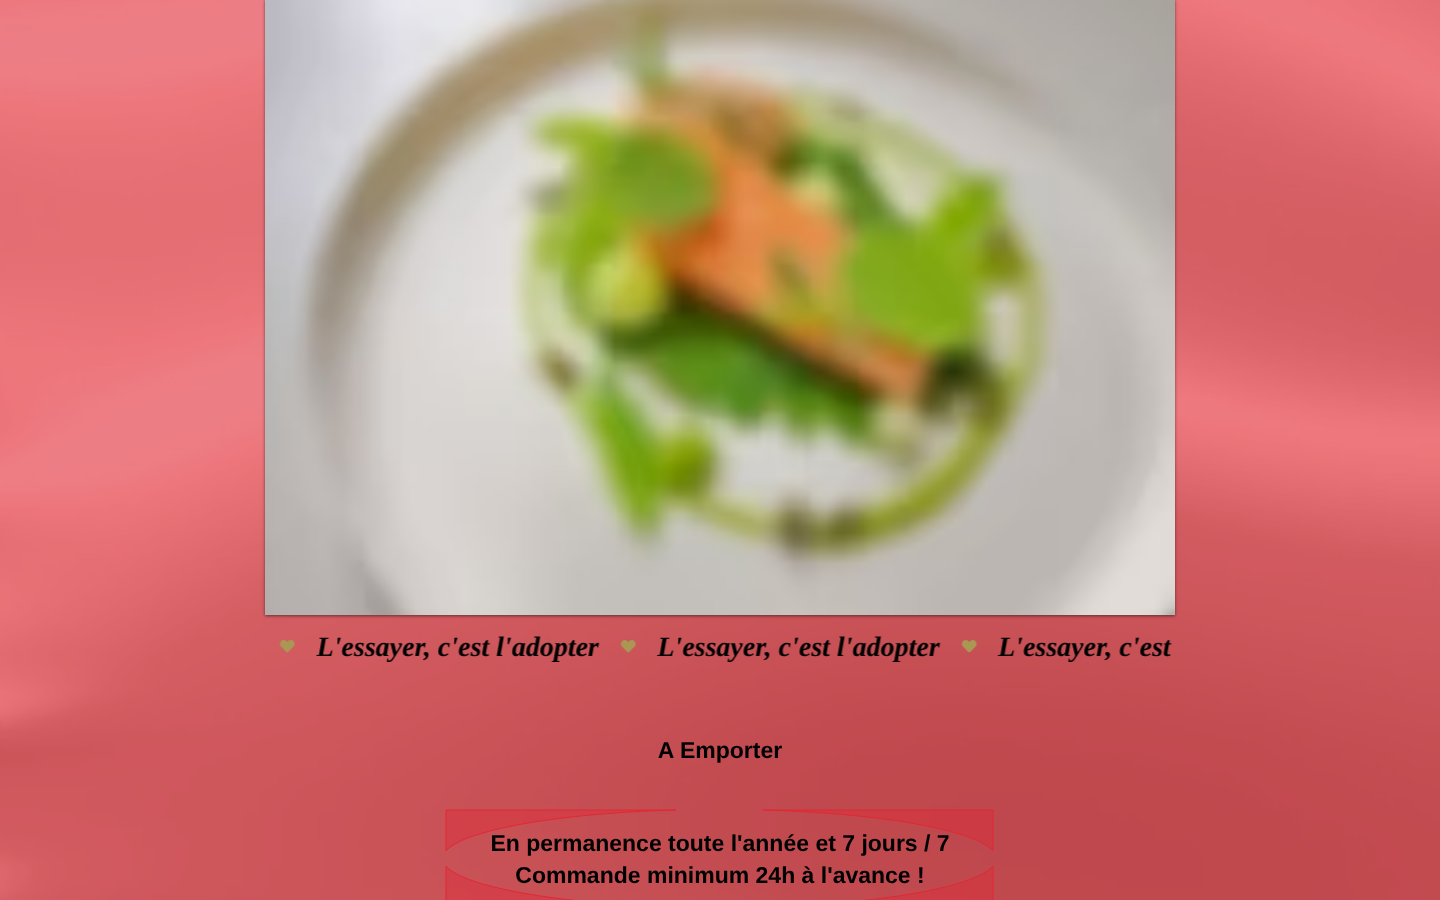 L'essayer, c'est l'adopter L'essayer, c'est l'adopter L'essayer, c'est
A Emporter
En permanence toute l'année et 7 jours / 7
Commande minimum 24h à l'avance !